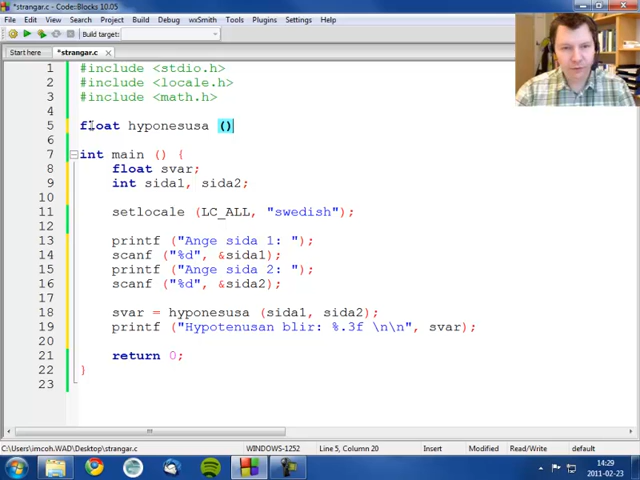 *strangar.c - Code::Blocks 10.05
File Edit View Search Build Debug wxSmith Tools Plugins Settings Help
Build target:
Start here *strangar.c
1 #include <stdio.h>
2 #include <locale.h>
3 #include <math.h>
4
5 float hyponesusa ()
6
7 int main () {
8 float svar;
9 int sida1, sida2;
10
11 setlocale (LC_ALL, "swedish");
12
13 printf ("Ange sida 1: ");
14 scanf ("%d", &sida1);
15 printf ("Ange sida 2: ");
16 scanf ("%d", &sida2);
17
18 svar = hyponesusa (sida1, sida2);
19 printf ("Hypotenusan blir: %.3f \n\n", svar);
20
21 return 0;
22 }
23
C:\Users\imcoh.WAD\Desktop\strangar.c WINDOWS-1252 Line 5, Column 20 Insert Modified Read/Write default
14:29
2011-02-23